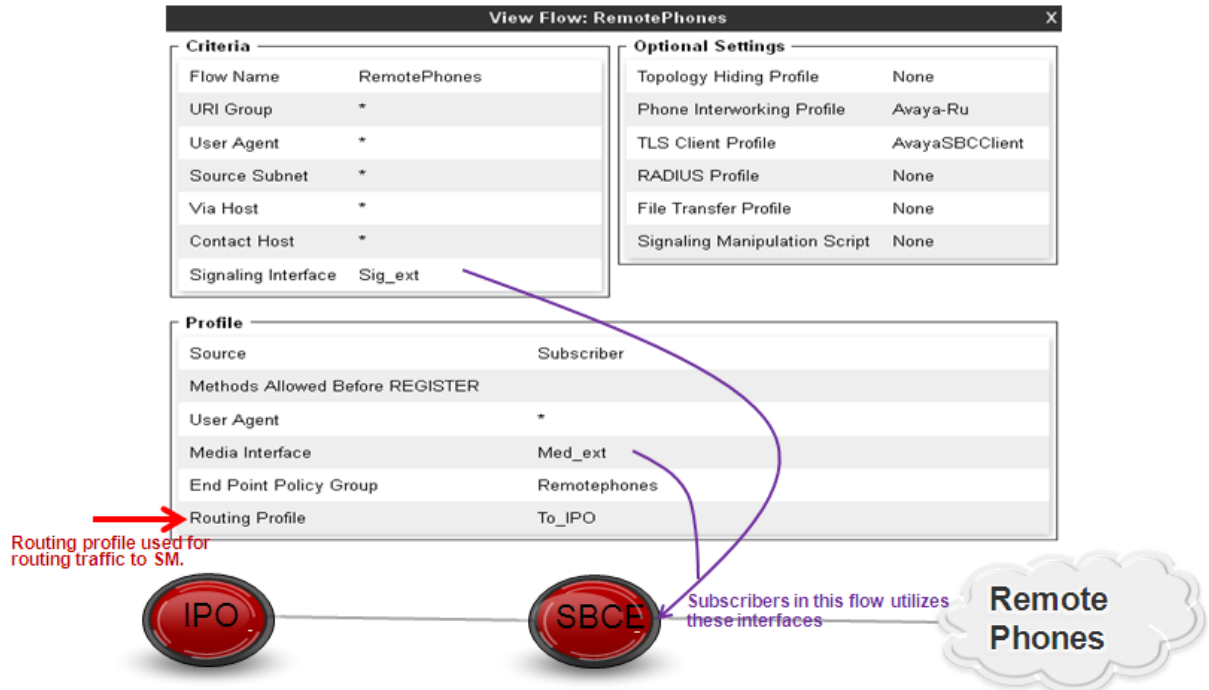 View Flow: RemotePhones X
Criteria
Flow Name RemotePhones
URI Group *
User Agent *
Source Subnet *
Via Host *
Contact Host *
Signaling Interface Sig_ext
Optional Settings
Topology Hiding Profile None
Phone Interworking Profile Avaya-Ru
TLS Client Profile AvayaSBCClient
RADIUS Profile None
File Transfer Profile None
Signaling Manipulation Script None
Profile
Source Subscriber
Methods Allowed Before REGISTER
User Agent *
Media Interface Med_ext
End Point Policy Group Remotephones
Routing Profile To_IPO
Routing profile used for
routing traffic to SM.
IPO
SBCE
Subscribers in this flow utilizes
these interfaces
Remote
Phones